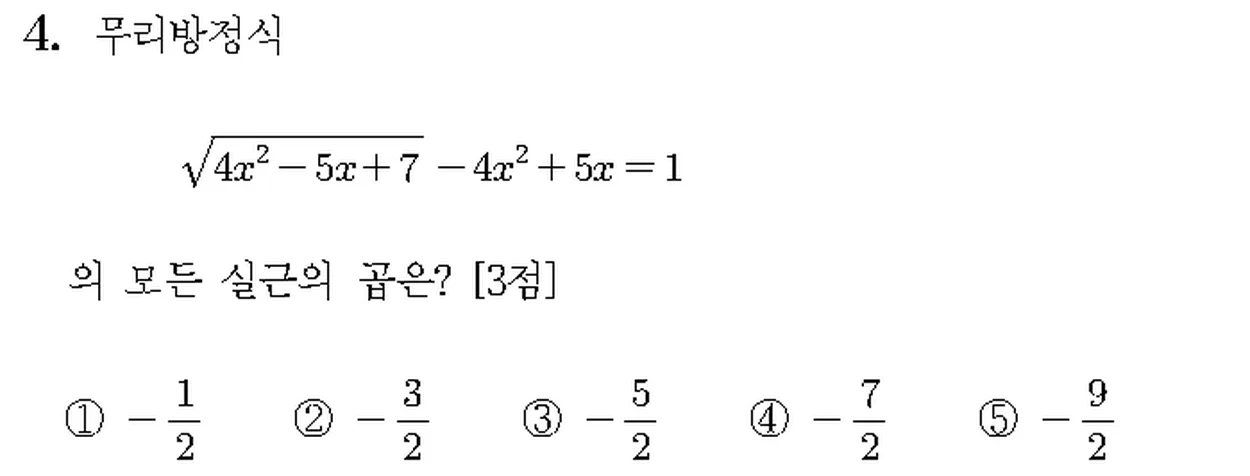 4. 무리방정식
√(4x² − 5x + 7) − 4x² + 5x = 1
의 모든 실근의 곱은? [3점]
① −1/2 ② −3/2 ③ −5/2 ④ −7/2 ⑤ −9/2